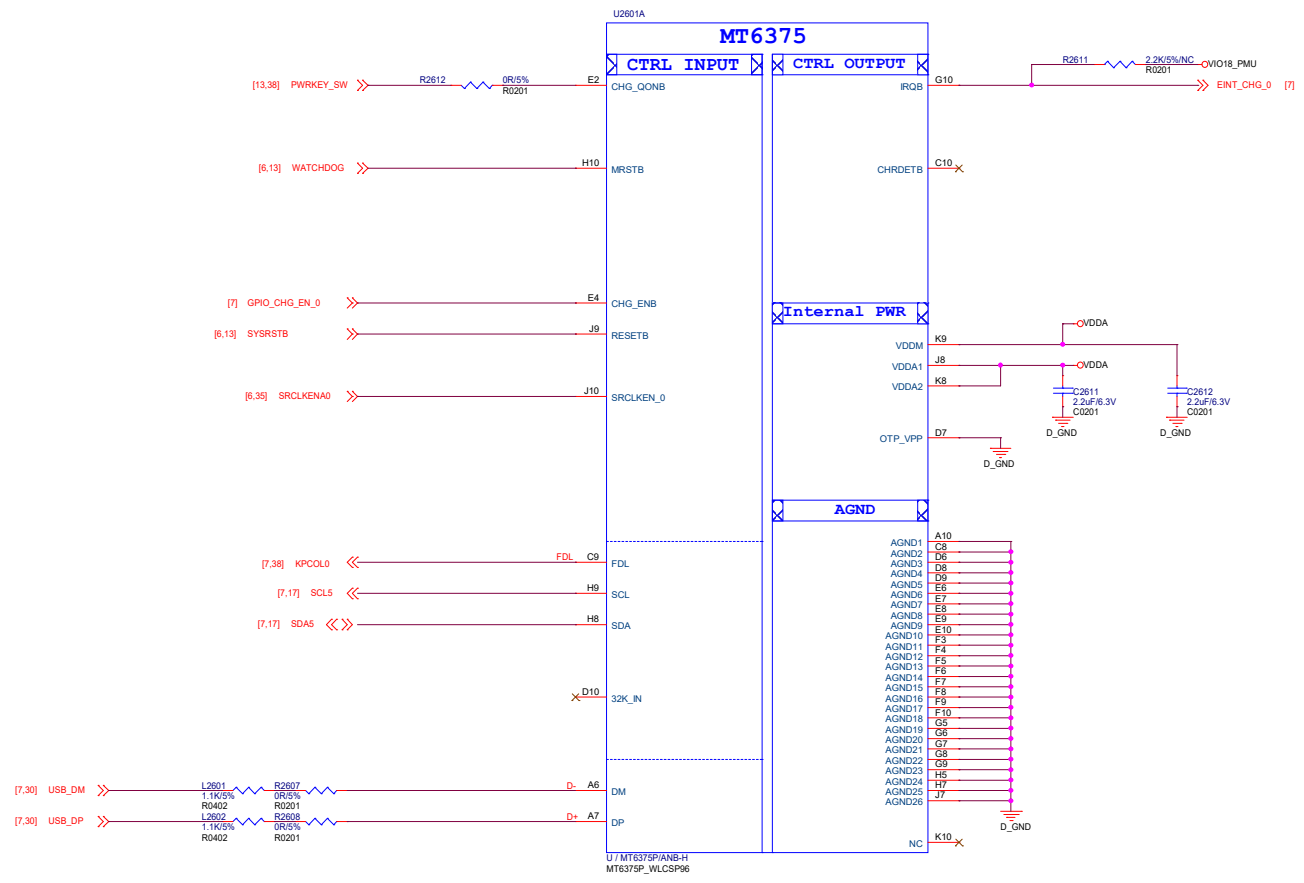 U2601A
MT6375
CTRL INPUT
CTRL OUTPUT
[13,38] PWRKEY_SW
R2612
0R/5%
R0201
E2
CHG_QONB
IRQB
G10
R2611
2.2K/5%/NC
R0201
VIO18_PMU
EINT_CHG_0 [7]
[6,13] WATCHDOG
H10
MRSTB
CHRDETB
C10
[7] GPIO_CHG_EN_0
E4
CHG_ENB
[6,13] SYSRSTB
J9
RESETB
[6,35] SRCLKENA0
J10
SRCLKEN_0
Internal PWR
VDDM
K9
VDDA
VDDA1
J8
VDDA
VDDA2
K8
C2611
2.2uF/6.3V
C0201
D_GND
C2612
2.2uF/6.3V
C0201
D_GND
OTP_VPP
D7
D_GND
AGND
[7,38] KPCOL0
FDL
C9
FDL
[7,17] SCL5
H9
SCL
[7,17] SDA5
H8
SDA
D10
32K_IN
AGND1 A10
AGND2 C8
AGND3 D6
AGND4 D8
AGND5 D9
AGND6 E6
AGND7 E7
AGND8 E8
AGND9 E9
AGND10 E10
AGND11 F3
AGND12 F4
AGND13 F5
AGND14 F6
AGND15 F7
AGND16 F8
AGND17 F9
AGND18 F10
AGND19 G5
AGND20 G6
AGND21 G7
AGND22 G8
AGND23 G9
AGND24 H5
AGND25 H7
AGND26 J7
D_GND
[7,30] USB_DM
L2601
1.1K/5%
R0402
R2607
0R/5%
R0201
D-
A6
DM
[7,30] USB_DP
L2602
1.1K/5%
R0402
R2608
0R/5%
R0201
D+
A7
DP
NC
K10
U / MT6375P/ANB-H
MT6375P_WLCSP96